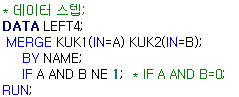 * 데이터 스텝;
DATA LEFT4;
MERGE KUK1(IN=A) KUK2(IN=B);
BY NAME;
IF A AND B NE 1; * IF A AND B=0;
RUN;